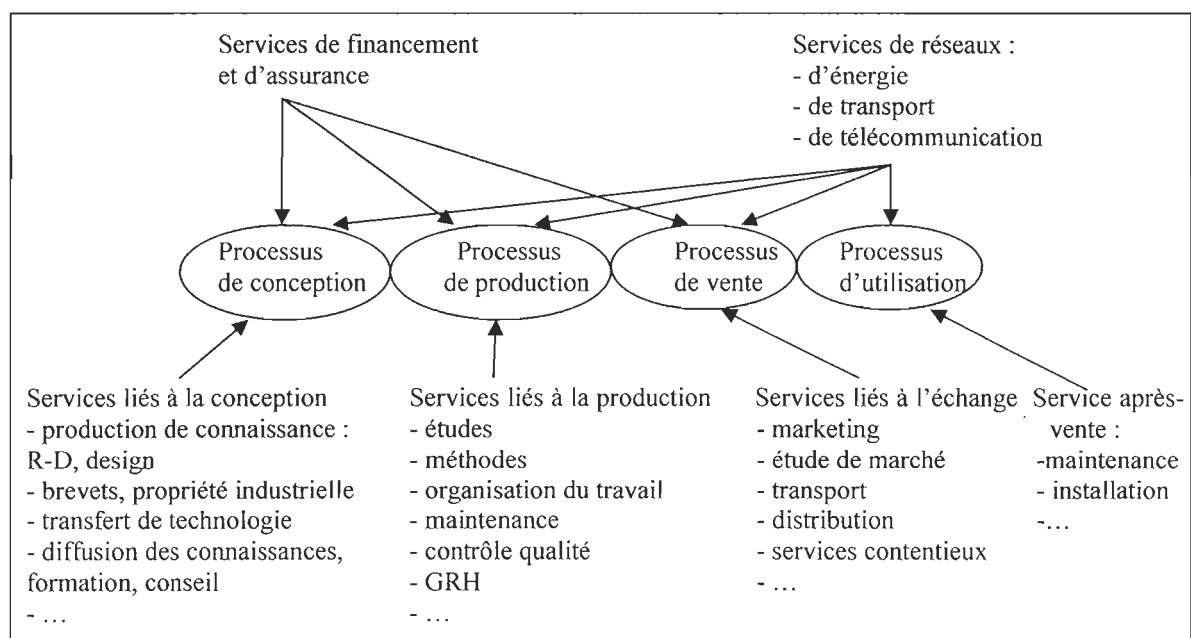 Services de financement
et d'assurance
Services de réseaux :
- d'énergie
- de transport
- de télécommunication
Processus
de conception
Processus
de production
Processus
de vente
Processus
d'utilisation
Services liés à la conception
- production de connaissance :
R-D, design
- brevets, propriété industrielle
- transfert de technologie
- diffusion des connaissances,
formation, conseil
- ...
Services liés à la production
- études
- méthodes
- organisation du travail
- maintenance
- contrôle qualité
- GRH
- ...
Services liés à l'échange
- marketing
- étude de marché
- transport
- distribution
- services contentieux
- ...
Service après-
vente :
-maintenance
- installation
-...